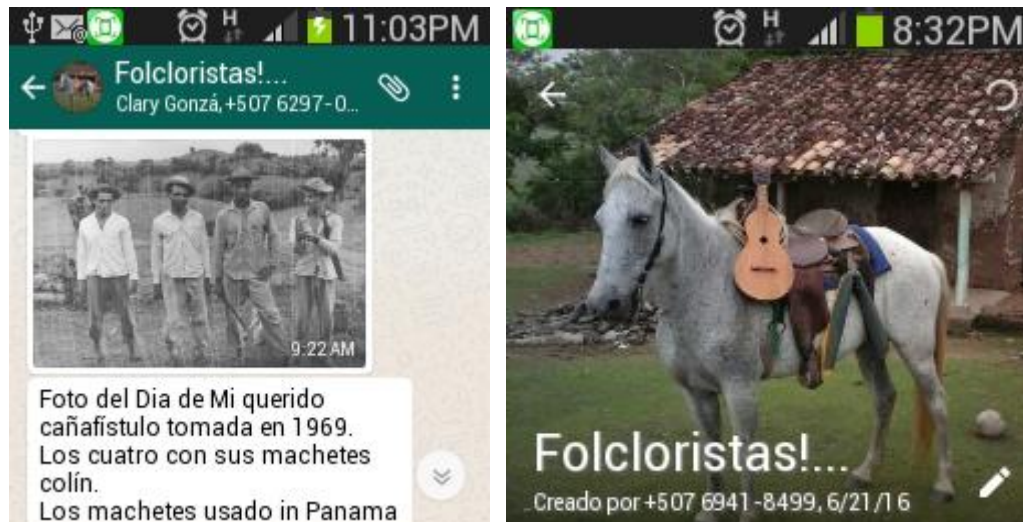 11:03PM
Folcloristas!...
Clary Gonzá, +507 6297-0...
9:22 AM
Foto del Dia de Mi querido
cañafístulo tomada en 1969.
Los cuatro con sus machetes
colín.
Los machetes usado in Panama
H
8:32PM
Folcloristas!...
Creado por +507 6941-8499, 6/21/16